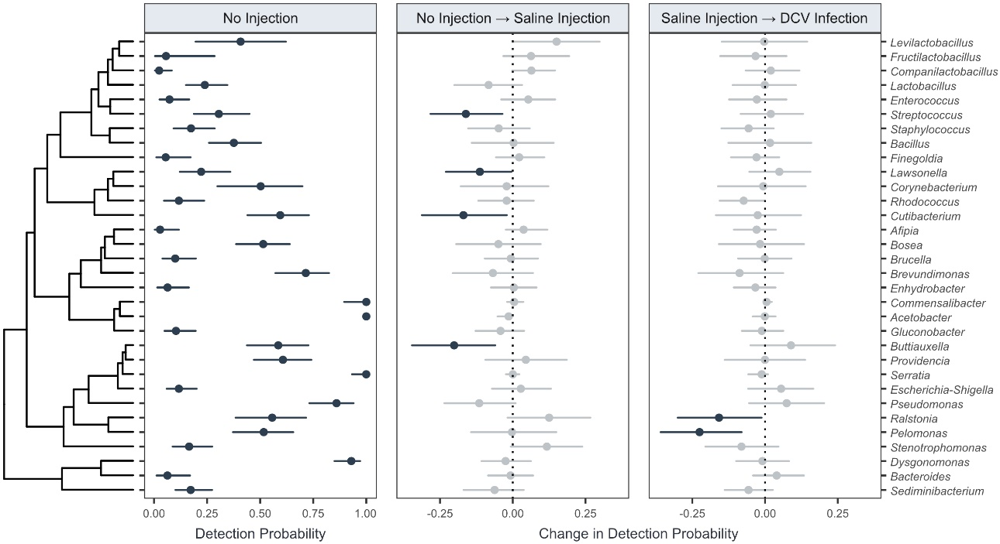 No Injection
No Injection → Saline Injection
Saline Injection → DCV Infection
Levilactobacillus
Fructilactobacillus
Companilactobacillus
Lactobacillus
Enterococcus
Streptococcus
Staphylococcus
Bacillus
Finegoldia
Lawsonella
Corynebacterium
Rhodococcus
Cutibacterium
Afipia
Bosea
Brucella
Brevundimonas
Enhydrobacter
Commensalibacter
Acetobacter
Gluconobacter
Buttiauxella
Providencia
Serratia
Escherichia-Shigella
Pseudomonas
Ralstonia
Pelomonas
Stenotrophomonas
Dysgonomonas
Bacteroides
Sediminibacterium
0.00 0.25 0.50 0.75 1.00
-0.25 0.00 0.25
-0.25 0.00 0.25
Detection Probability
Change in Detection Probability